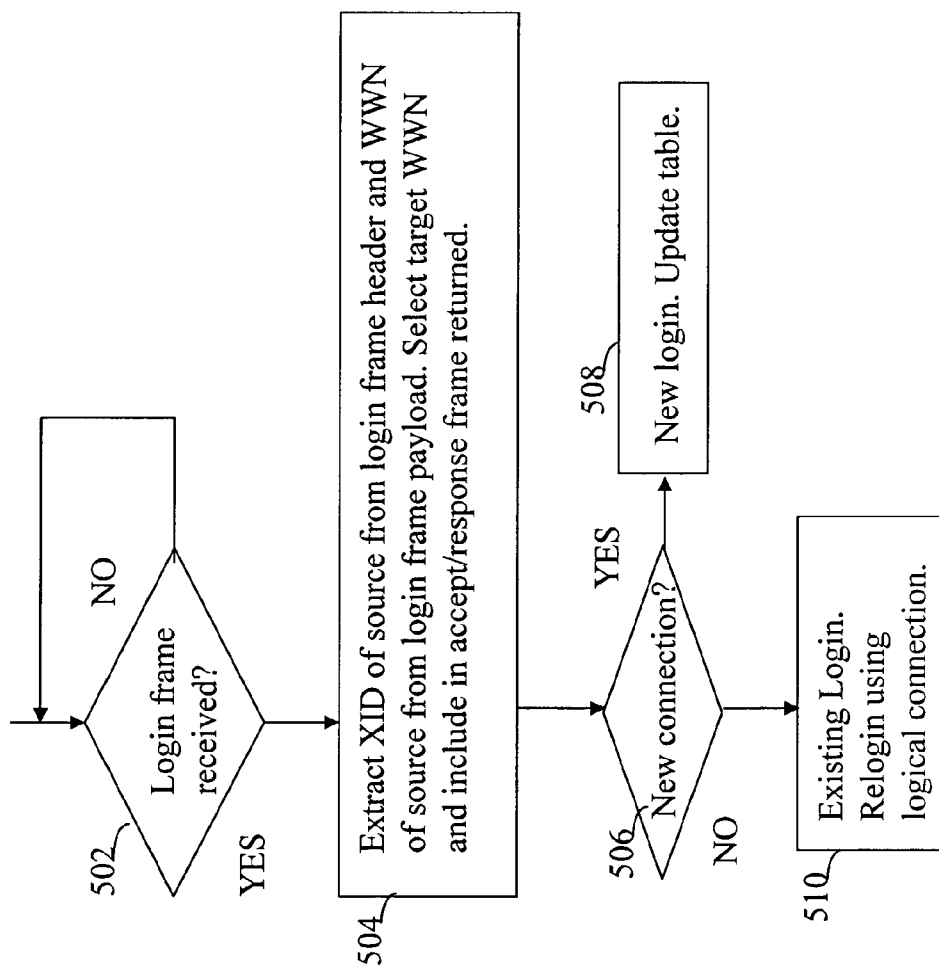 502
Login frame
received?
NO
YES
504
Extract XID of source from login frame header and WWN
of source from login frame payload. Select target WWN
and include in accept/response frame returned.
506
New connection?
YES
NO
508
New login. Update table.
510
Existing Login.
Relogin using
logical connection.